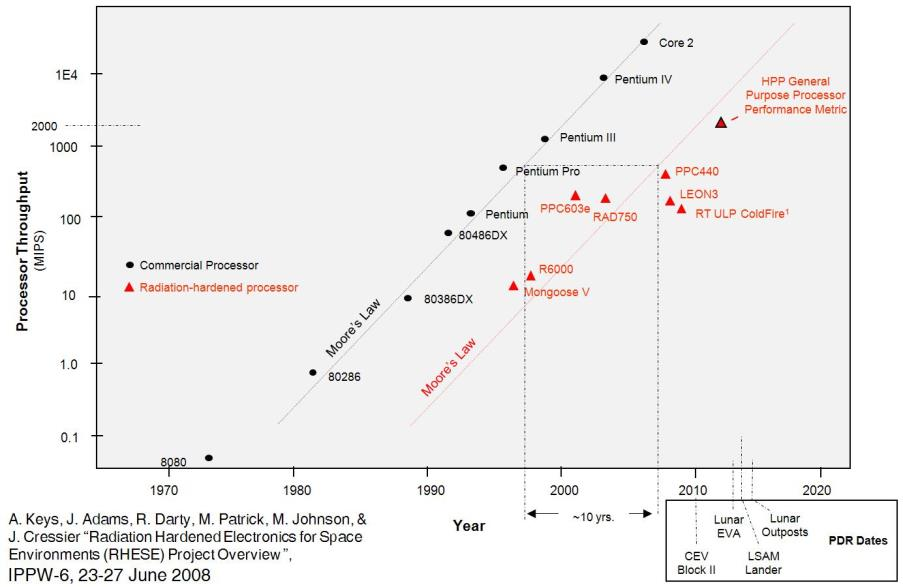 Core 2
1E4
Pentium IV
HPP General
Purpose Processor
Performance Metric
2000
1000
Pentium III
Pentium Pro
PPC440
LEON3
PPC603e
RAD750
RT ULP ColdFire¹
100
Pentium
80486DX
Processor Throughput
(MIPS)
Commercial Processor
Radiation-hardened processor
R6000
Mongoose V
10
80386DX
Moore's Law
Moore's Law
1.0
80286
0.1
8080
1970
1980
1990
2000
2010
2020
Year
~10 yrs.
A. Keys, J. Adams, R. Darty, M. Patrick, M. Johnson, &
J. Cressier “Radiation Hardened Electronics for Space
Environments (RHESE) Project Overview”,
IPPW-6, 23-27 June 2008
Lunar
EVA
Lunar
Outposts
PDR Dates
CEV
Block II
LSAM
Lander